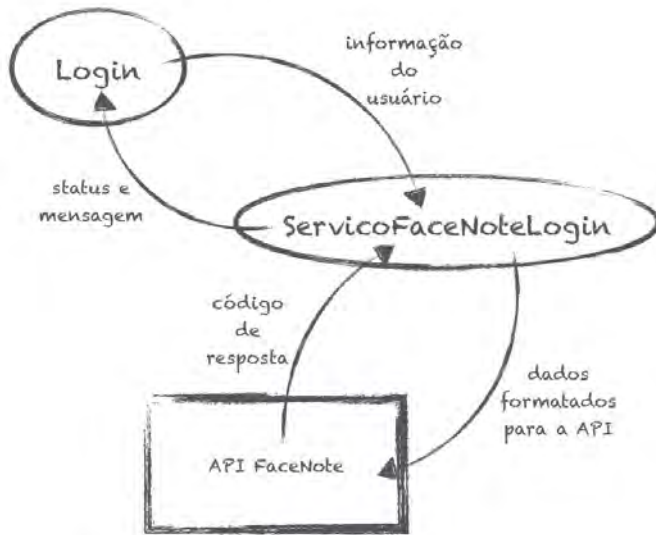 Login
informação
do
usuário
status e
mensagem
ServicoFaceNoteLogin
código
de
resposta
dados
formatados
para a API
API FaceNote